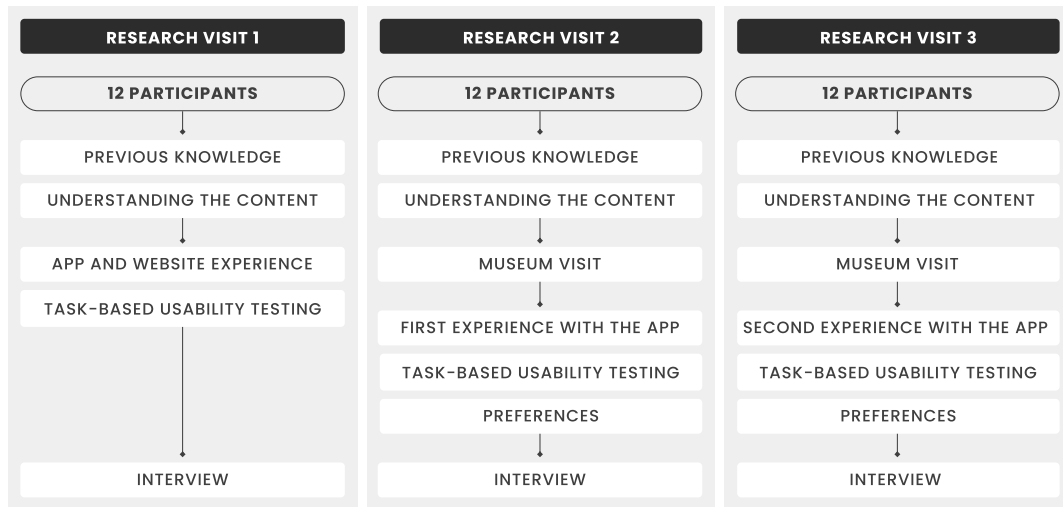 RESEARCH VISIT 1
12 PARTICIPANTS
PREVIOUS KNOWLEDGE
UNDERSTANDING THE CONTENT
APP AND WEBSITE EXPERIENCE
TASK-BASED USABILITY TESTING
INTERVIEW
RESEARCH VISIT 2
12 PARTICIPANTS
PREVIOUS KNOWLEDGE
UNDERSTANDING THE CONTENT
MUSEUM VISIT
FIRST EXPERIENCE WITH THE APP
TASK-BASED USABILITY TESTING
PREFERENCES
INTERVIEW
RESEARCH VISIT 3
12 PARTICIPANTS
PREVIOUS KNOWLEDGE
UNDERSTANDING THE CONTENT
MUSEUM VISIT
SECOND EXPERIENCE WITH THE APP
TASK-BASED USABILITY TESTING
PREFERENCES
INTERVIEW